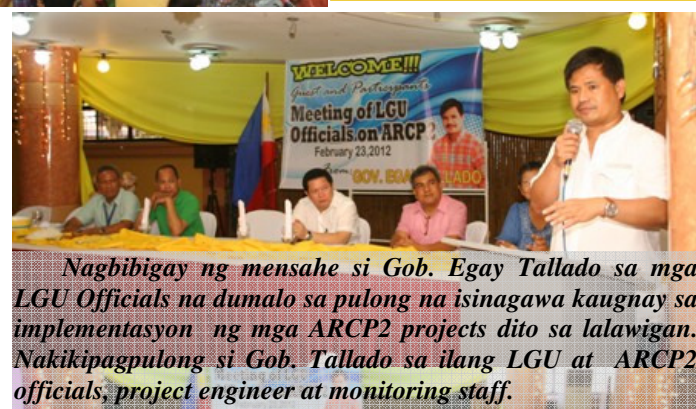 WELCOME!!!
Guest and Participants
Meeting of LGU
Officials on ARCP 2
February 23, 2012
From:
GOV. EGAY TALLADO
Nagbibigay ng mensahe si Gob. Egay Tallado sa mga
LGU Officials na dumalo sa pulong na isinagawa kaugnay sa
implementasyon ng mga ARCP2 projects dito sa lalawigan.
Nakikipagpulong si Gob. Tallado sa ilang LGU at ARCP2
officials, project engineer at monitoring staff.